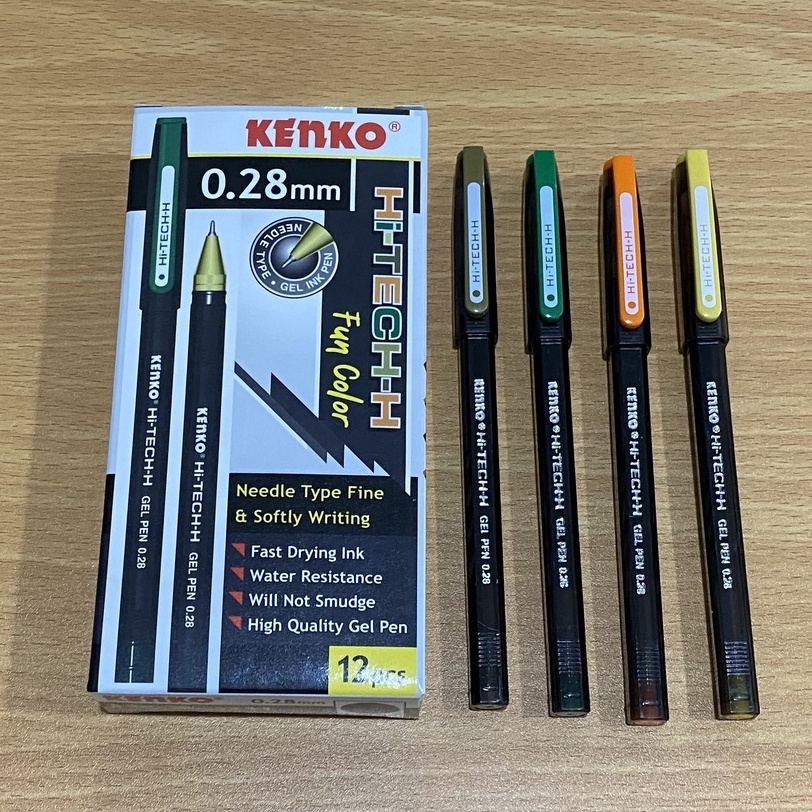 KENKO®
0.28mm
Hi-TECH-H
Fun Color
NEEDLE TYPE • GEL INK PEN •
Hi-TECH-H
KENKO® Hi-TECH-H GEL PEN 0.28
KENKO® Hi-TECH-H GEL PEN 0.28
Needle Type Fine
& Softly Writing
Fast Drying Ink
Water Resistance
Will Not Smudge
High Quality Gel Pen
12 pcs
KENKO 0.28mm
Hi-TECH-H
KENKO® Hi-TECH-H GEL PEN 0.28
Hi-TECH-H
KENKO® Hi-TECH-H GEL PEN 0.28
Hi-TECH-H
KENKO® Hi-TECH-H GEL PEN 0.28
Hi-TECH-H
KENKO® Hi-TECH-H GEL PEN 0.28